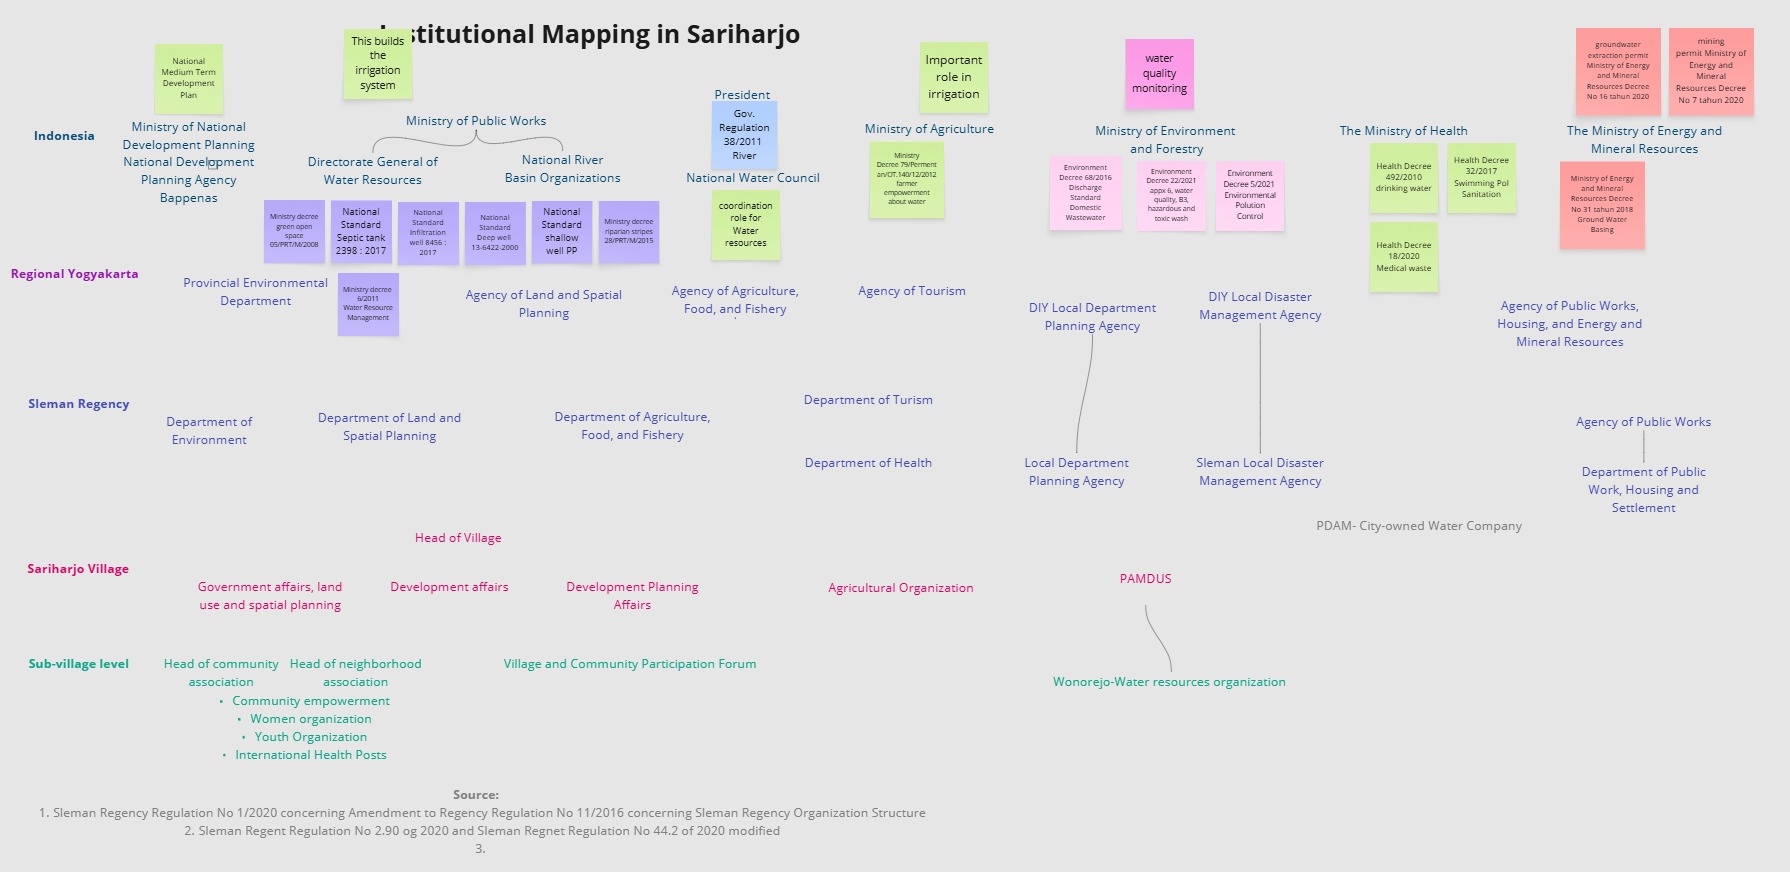 stitutional Mapping in Sariharjo
National
Medium Term
Development
Plan
This builds
the
irrigation
system
Important
role in
irrigation
water
quality
monitoring
groundwater
extraction permit
Ministry of Energy
and Mineral
Resources Decree
No 16 tahun 2020
mining
permit Ministry of
Energy and
Mineral
Resources Decree
No 7 tahun 2020
Indonesia
Ministry of National
Development Planning
National Development
Planning Agency
Bappenas
Ministry of Public Works
Directorate General of
Water Resources
National River
Basin Organizations
President
Gov.
Regulation
38/2011
River
National Water Council
coordination
role for
Water
resources
Ministry of Agriculture
Ministry
Decree 79/Perment
an/OT.140/12/2012
farmer
empowerment
about water
Ministry of Environment
and Forestry
Environment
Decree 68/2016
Discharge
Standard
Domestic
Wastewater
Environment
Decree 22/2021
appx 6, water
quality, B3,
hazardous and
toxic wash
Environment
Decree 5/2021
Environmental
Polution
Control
The Ministry of Health
Health Decree
492/2010
drinking water
Health Decree
32/2017
Swimming Pol
Sanitation
Health Decree
18/2020
Medical waste
The Ministry of Energy and
Mineral Resources
Ministry of Energy
and Mineral
Resources Decree
No 31 tahun 2018
Ground Water
Basing
Ministry decree
green open
space
05/PRT/M/2008
National
Standard
Septic tank
2398 : 2017
National
Standard
Infiltration
well 8456 :
2017
National
Standard
Deep well
13-6422-2000
National
Standard
shallow
well PP
Ministry decree
riparian stripes
28/PRT/M/2015
Ministry decree
6/2011
Water Resource
Management
Regional Yogyakarta
Provincial Environmental
Department
Agency of Land and Spatial
Planning
Agency of Agriculture,
Food, and Fishery
Agency of Tourism
DIY Local Department
Planning Agency
DIY Local Disaster
Management Agency
Agency of Public Works,
Housing, and Energy and
Mineral Resources
Sleman Regency
Department of
Environment
Department of Land and
Spatial Planning
Department of Agriculture,
Food, and Fishery
Department of Turism
Department of Health
Local Department
Planning Agency
Sleman Local Disaster
Management Agency
Agency of Public Works
Department of Public
Work, Housing and
Settlement
PDAM- City-owned Water Company
Sariharjo Village
Head of Village
Government affairs, land
use and spatial planning
Development affairs
Development Planning
Affairs
Agricultural Organization
PAMDUS
Sub-village level
Head of community
association
Head of neighborhood
association
• Community empowerment
• Women organization
• Youth Organization
• International Health Posts
Village and Community Participation Forum
Wonorejo-Water resources organization
Source:
1. Sleman Regency Regulation No 1/2020 concerning Amendment to Regency Regulation No 11/2016 concerning Sleman Regency Organization Structure
2. Sleman Regent Regulation No 2.90 og 2020 and Sleman Regnet Regulation No 44.2 of 2020 modified
3.